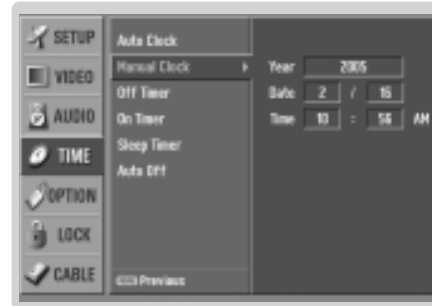 SETUP
VIDEO
AUDIO
TIME
OPTION
LOCK
CABLE
Auto Clock
Manual Clock
Off Timer
On Timer
Sleep Timer
Auto Off
Previous
Year 2005
Date 2 / 15
Time 10 : 56 AM